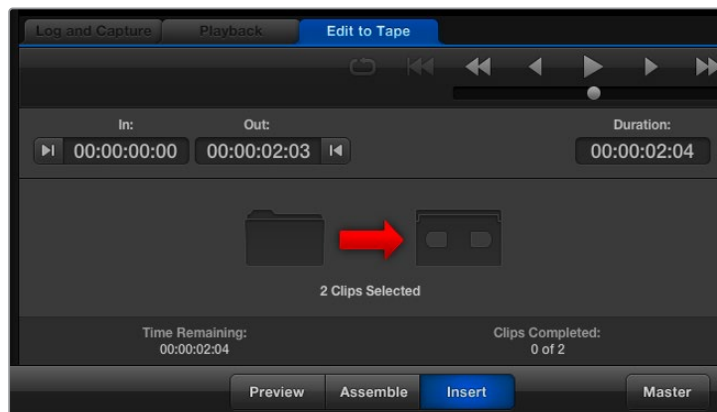 Log and Capture Playback Edit to Tape
In: Out: Duration:
00:00:00:00 00:00:02:03 00:00:02:04
2 Clips Selected
Time Remaining: Clips Completed:
00:00:02:04 0 of 2
Preview Assemble Insert Master